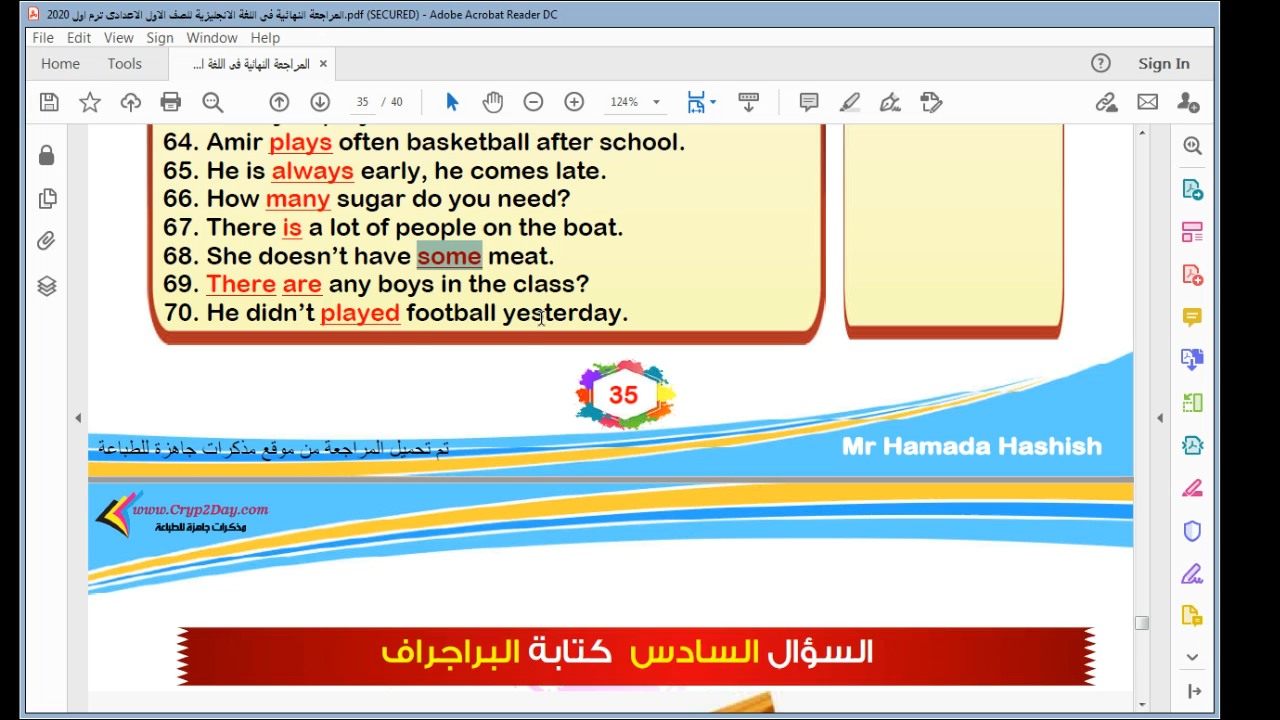 المراجعة النهائية فى اللغة الانجليزية للصف الاول الاعدادى ترم اول 2020.pdf (SECURED) - Adobe Acrobat Reader DC
File Edit View Sign Window Help
Home Tools المراجعة النهائية فى اللغة ا... × Sign In
35 / 40 124%
64. Amir plays often basketball after school.
65. He is always early, he comes late.
66. How many sugar do you need?
67. There is a lot of people on the boat.
68. She doesn’t have some meat.
69. There are any boys in the class?
70. He didn’t played football yesterday.
35
تم تحميل المراجعة من موقع مذكرات جاهزة للطباعة
Mr Hamada Hashish
www.Cryp2Day.com
مذكرات جاهزة للطباعة
السؤال السادس كتابة البراجراف